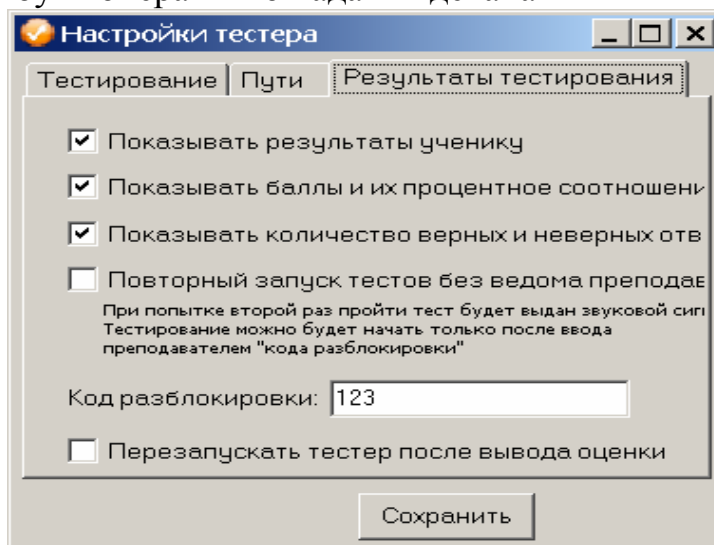 Настройки тестера
Тестирование Пути Результаты тестирования
Показывать результаты ученику
Показывать баллы и их процентное соотношени
Показывать количество верных и неверных отв
Повторный запуск тестов без ведома преподав
При попытке второй раз пройти тест будет выдан звуковой сигн
Тестирование можно будет начать только после ввода
преподавателем "кода разблокировки"
Код разблокировки: 123
Перезапускать тестер после вывода оценки
Сохранить